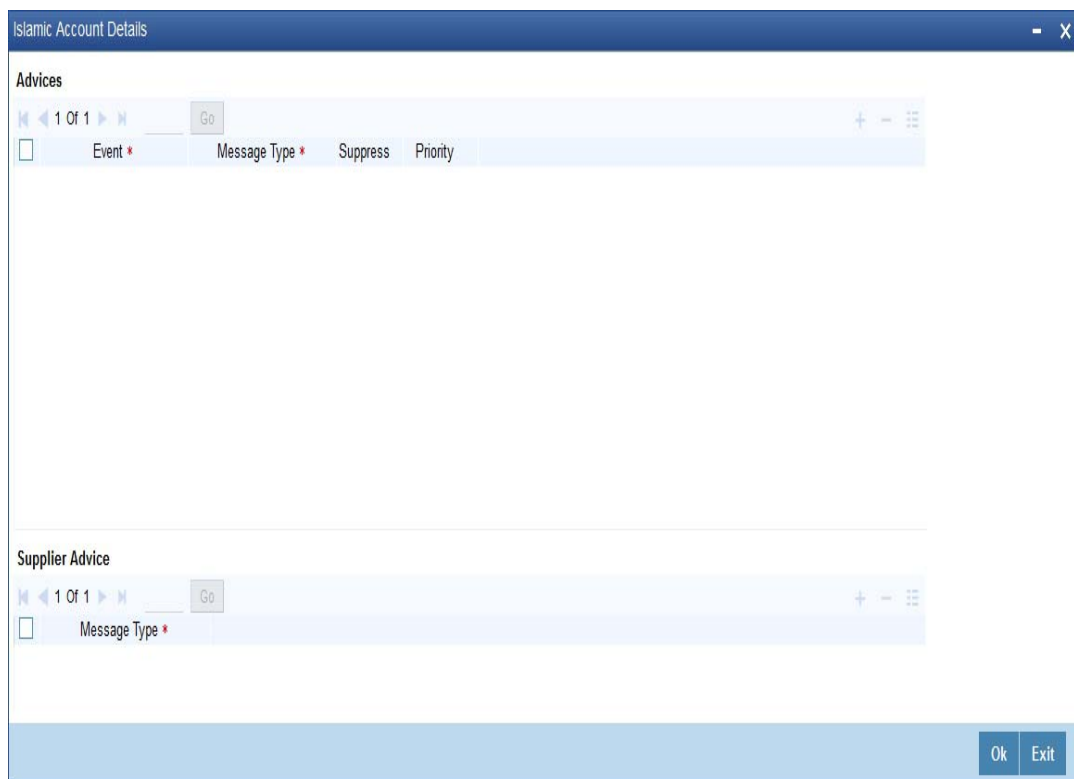 Islamic Account Details
Advices
1 Of 1 Go
Event * Message Type * Suppress Priority
Supplier Advice
1 Of 1 Go
Message Type *
Ok Exit